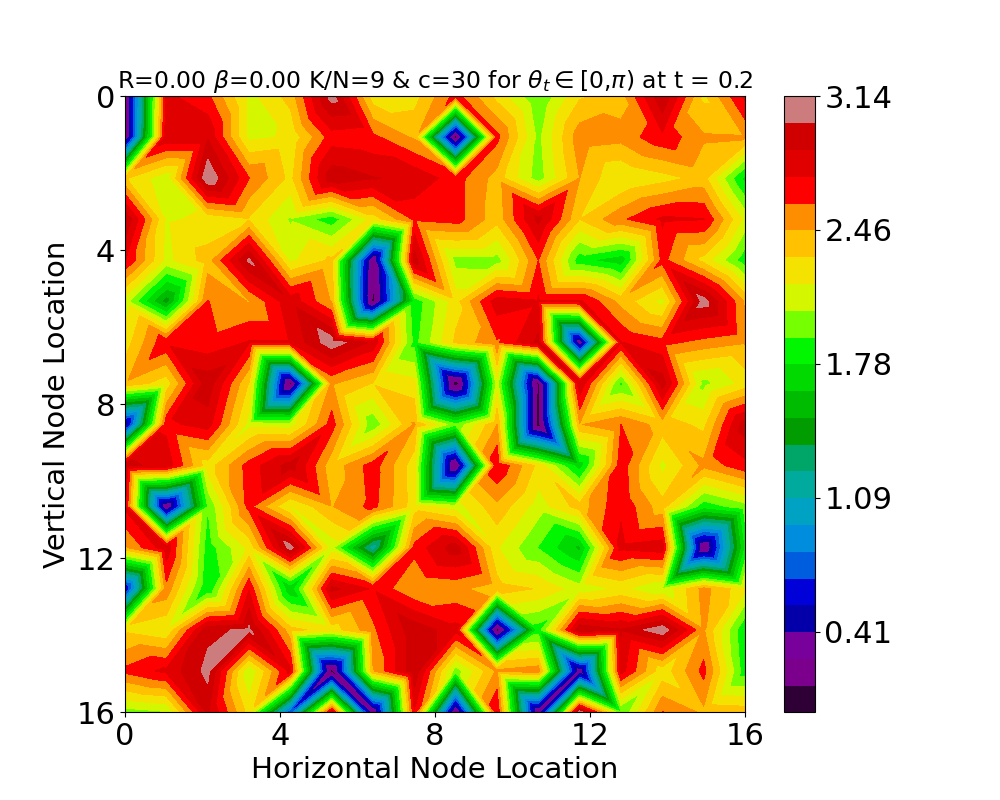 R=0.00 β=0.00 K/N=9 & c=30 for θ_t ∈ [0,π) at t = 0.2
0
4
8
12
16
Vertical Node Location
0 4 8 12 16
Horizontal Node Location
3.14
2.46
1.78
1.09
0.41